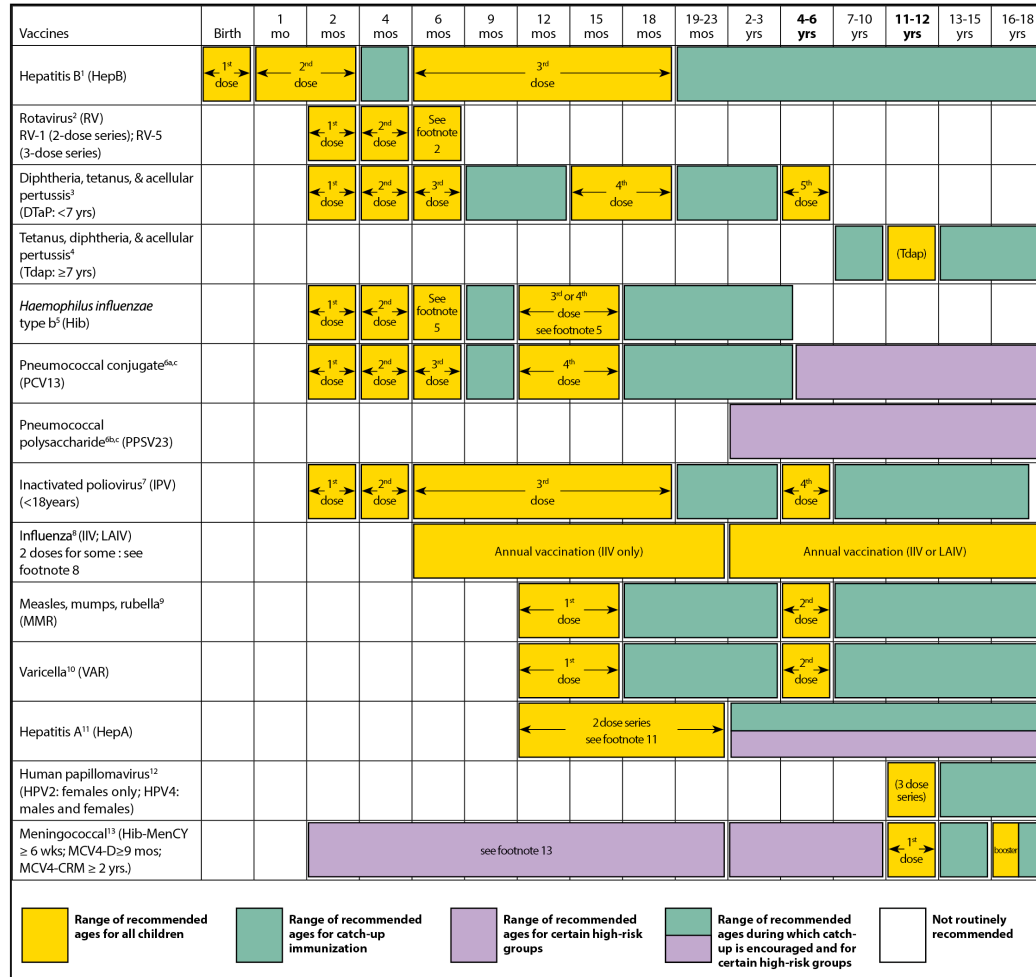 Vaccines
Birth
1
mo
2
mos
4
mos
6
mos
9
mos
12
mos
15
mos
18
mos
19-23
mos
2-3
yrs
4-6
yrs
7-10
yrs
11-12
yrs
13-15
yrs
16-18
yrs
Hepatitis B¹ (HepB)
1ˢᵗ
dose
2ⁿᵈ
dose
3ʳᵈ
dose
Rotavirus² (RV)
RV-1 (2-dose series); RV-5
(3-dose series)
1ˢᵗ
dose
2ⁿᵈ
dose
See
footnote
2
Diphtheria, tetanus, & acellular
pertussis³
(DTaP: <7 yrs)
1ˢᵗ
dose
2ⁿᵈ
dose
3ʳᵈ
dose
4ᵗʰ
dose
5ᵗʰ
dose
Tetanus, diphtheria, & acellular
pertussis⁴
(Tdap: ≥7 yrs)
(Tdap)
Haemophilus influenzae
type b⁵ (Hib)
1ˢᵗ
dose
2ⁿᵈ
dose
See
footnote
5
3ʳᵈ or 4ᵗʰ
dose
see footnote 5
Pneumococcal conjugate⁶ᵃ,ᶜ
(PCV13)
1ˢᵗ
dose
2ⁿᵈ
dose
3ʳᵈ
dose
4ᵗʰ
dose
Pneumococcal
polysaccharide⁶ᵇ,ᶜ (PPSV23)
Inactivated poliovirus⁷ (IPV)
(<18years)
1ˢᵗ
dose
2ⁿᵈ
dose
3ʳᵈ
dose
4ᵗʰ
dose
Influenza⁸ (IIV; LAIV)
2 doses for some : see
footnote 8
Annual vaccination (IIV only)
Annual vaccination (IIV or LAIV)
Measles, mumps, rubella⁹
(MMR)
1ˢᵗ
dose
2ⁿᵈ
dose
Varicella¹⁰ (VAR)
1ˢᵗ
dose
2ⁿᵈ
dose
Hepatitis A¹¹ (HepA)
2 dose series
see footnote 11
Human papillomavirus¹²
(HPV2: females only; HPV4:
males and females)
(3 dose
series)
Meningococcal¹³ (Hib-MenCY
≥ 6 wks; MCV4-D≥9 mos;
MCV4-CRM ≥ 2 yrs.)
see footnote 13
1ˢᵗ
dose
booster
Range of recommended
ages for all children
Range of recommended
ages for catch-up
immunization
Range of recommended
ages for certain high-risk
groups
Range of recommended
ages during which catch-
up is encouraged and for
certain high-risk groups
Not routinely
recommended